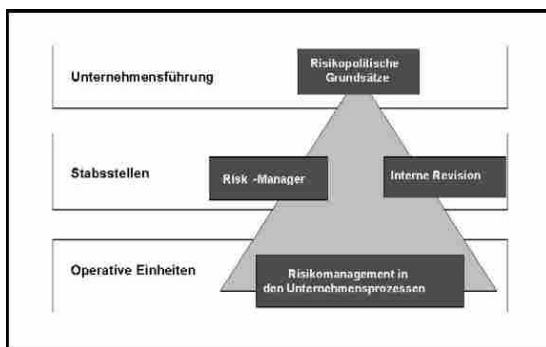 Unternehmensführung
Risikopolitische
Grundsätze
Stabsstellen
Risk -Manager
Interne Revision
Operative Einheiten
Risikomanagement in
den Unternehmensprozessen